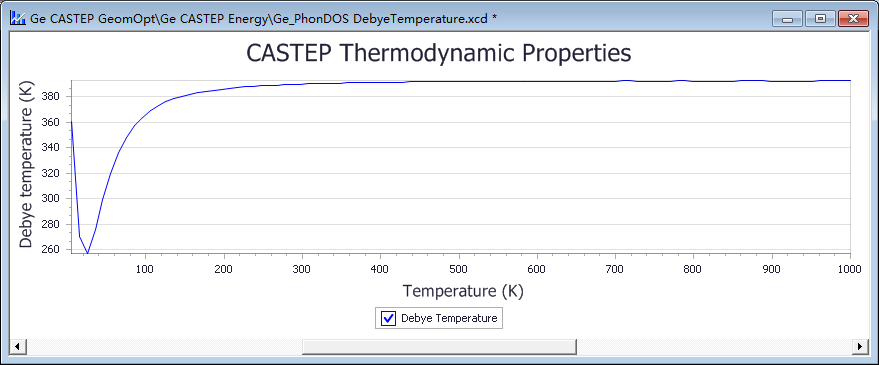 Ge CASTEP GeomOpt\Ge CASTEP Energy\Ge_PhonDOS DebyeTemperature.xcd *
CASTEP Thermodynamic Properties
Debye temperature (K)
380
360
340
320
300
280
260
100 200 300 400 500 600 700 800 900 1000
Temperature (K)
Debye Temperature